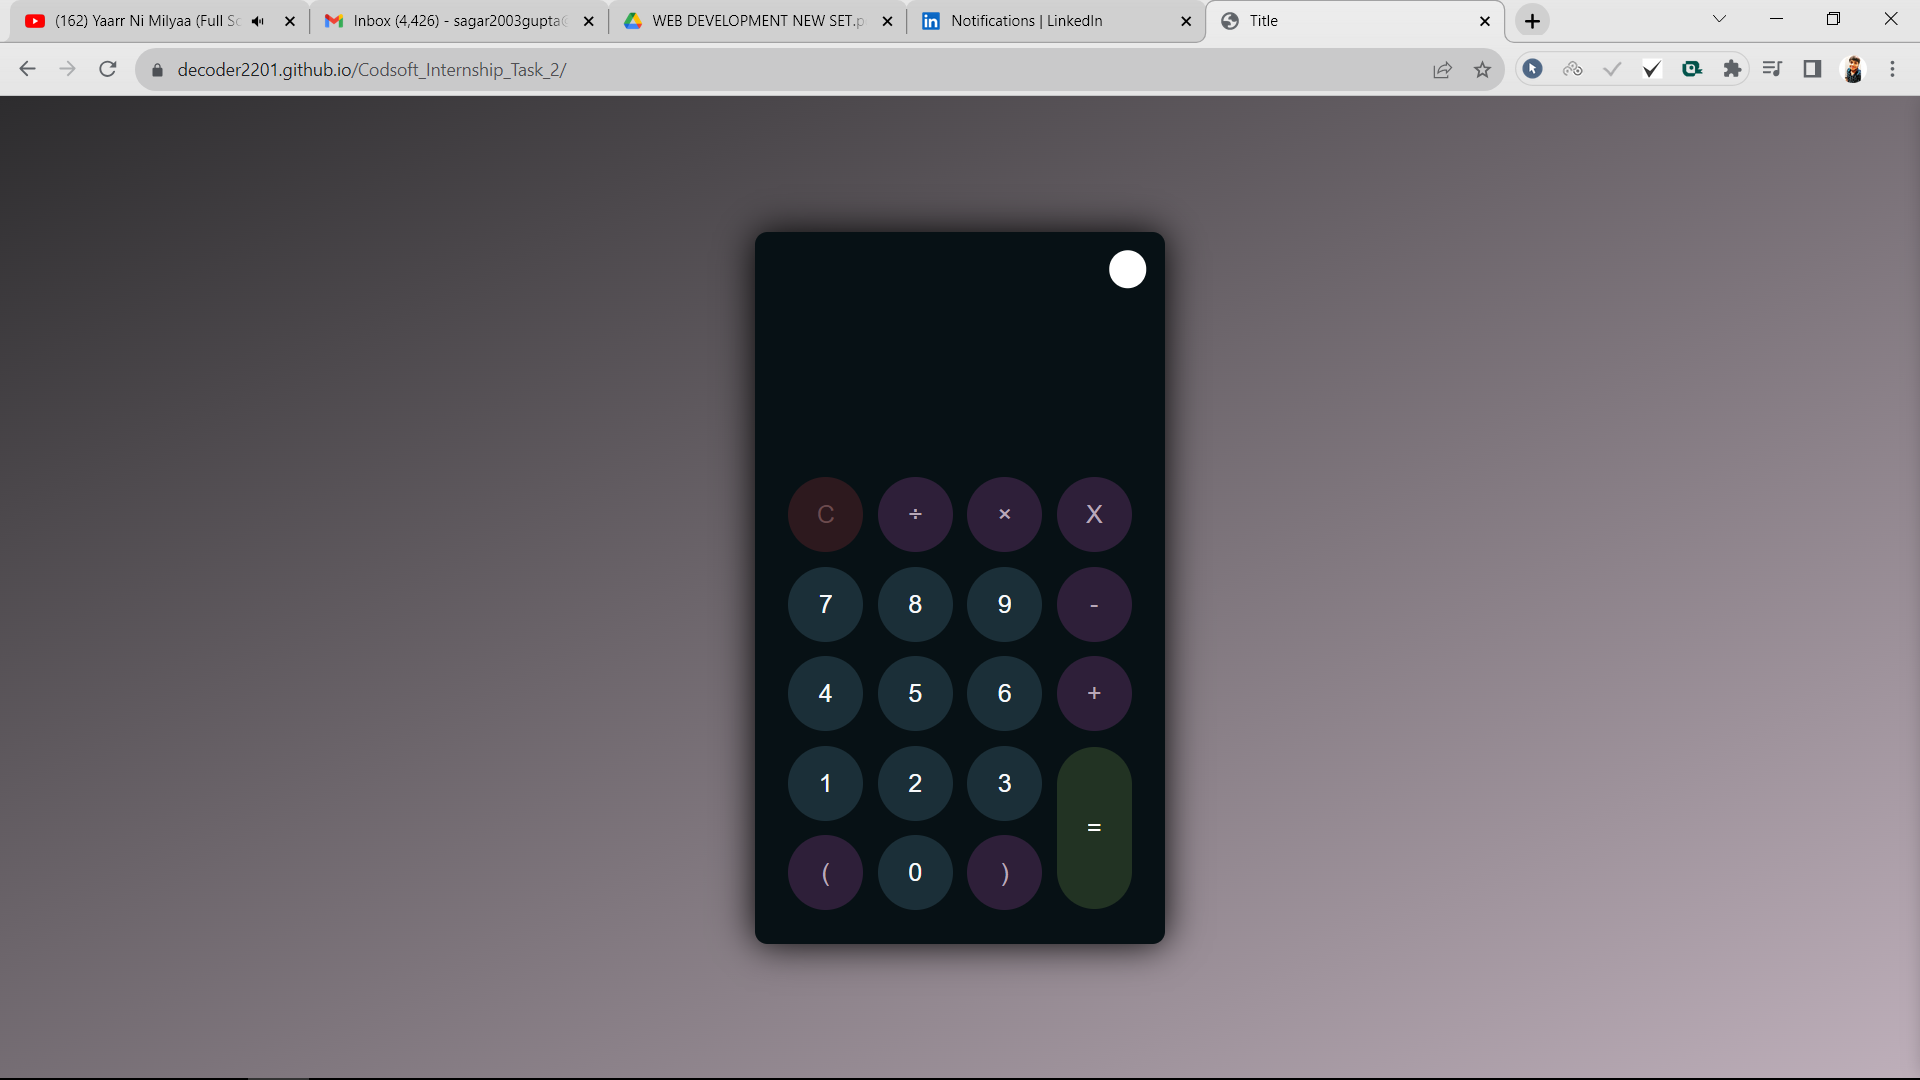 (162) Yaarr Ni Milyaa (Full Sc
Inbox (4,426) - sagar2003gupta@
WEB DEVELOPMENT NEW SET.p
in Notifications | LinkedIn
Title
decoder2201.github.io/Codsoft_Internship_Task_2/
C ÷ × X
7 8 9 -
4 5 6 +
1 2 3
=
( 0 )